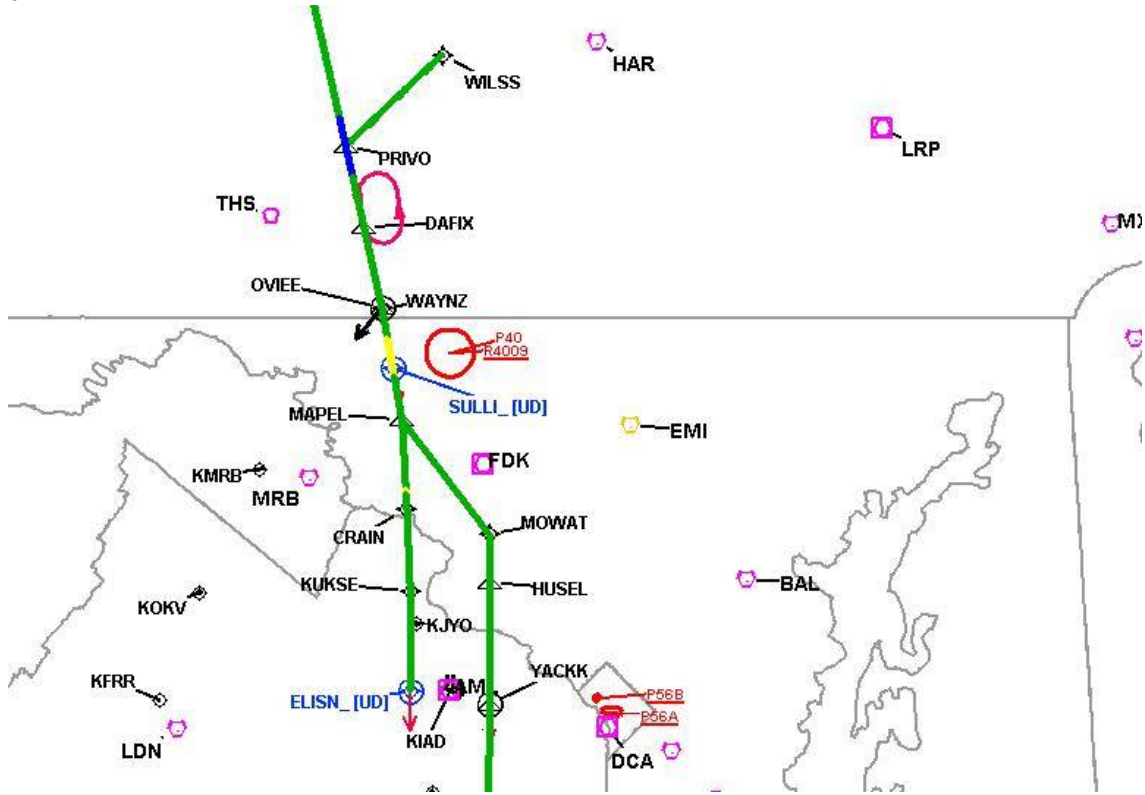 HAR
WILSS
LRP
PRIVO
THS
DAFIX
OVIEE
WAYNZ
P40
R4009
SULLI_ [UD]
MAPEL
EMI
FDK
KMRB
MRB
MOWAT
CRAIN
KUKSE
HUSEL
BAL
KOKV
KJYO
YACKK
KFRR
ELISN_ [UD]
P56B
P56A
KIAD
LDN
DCA